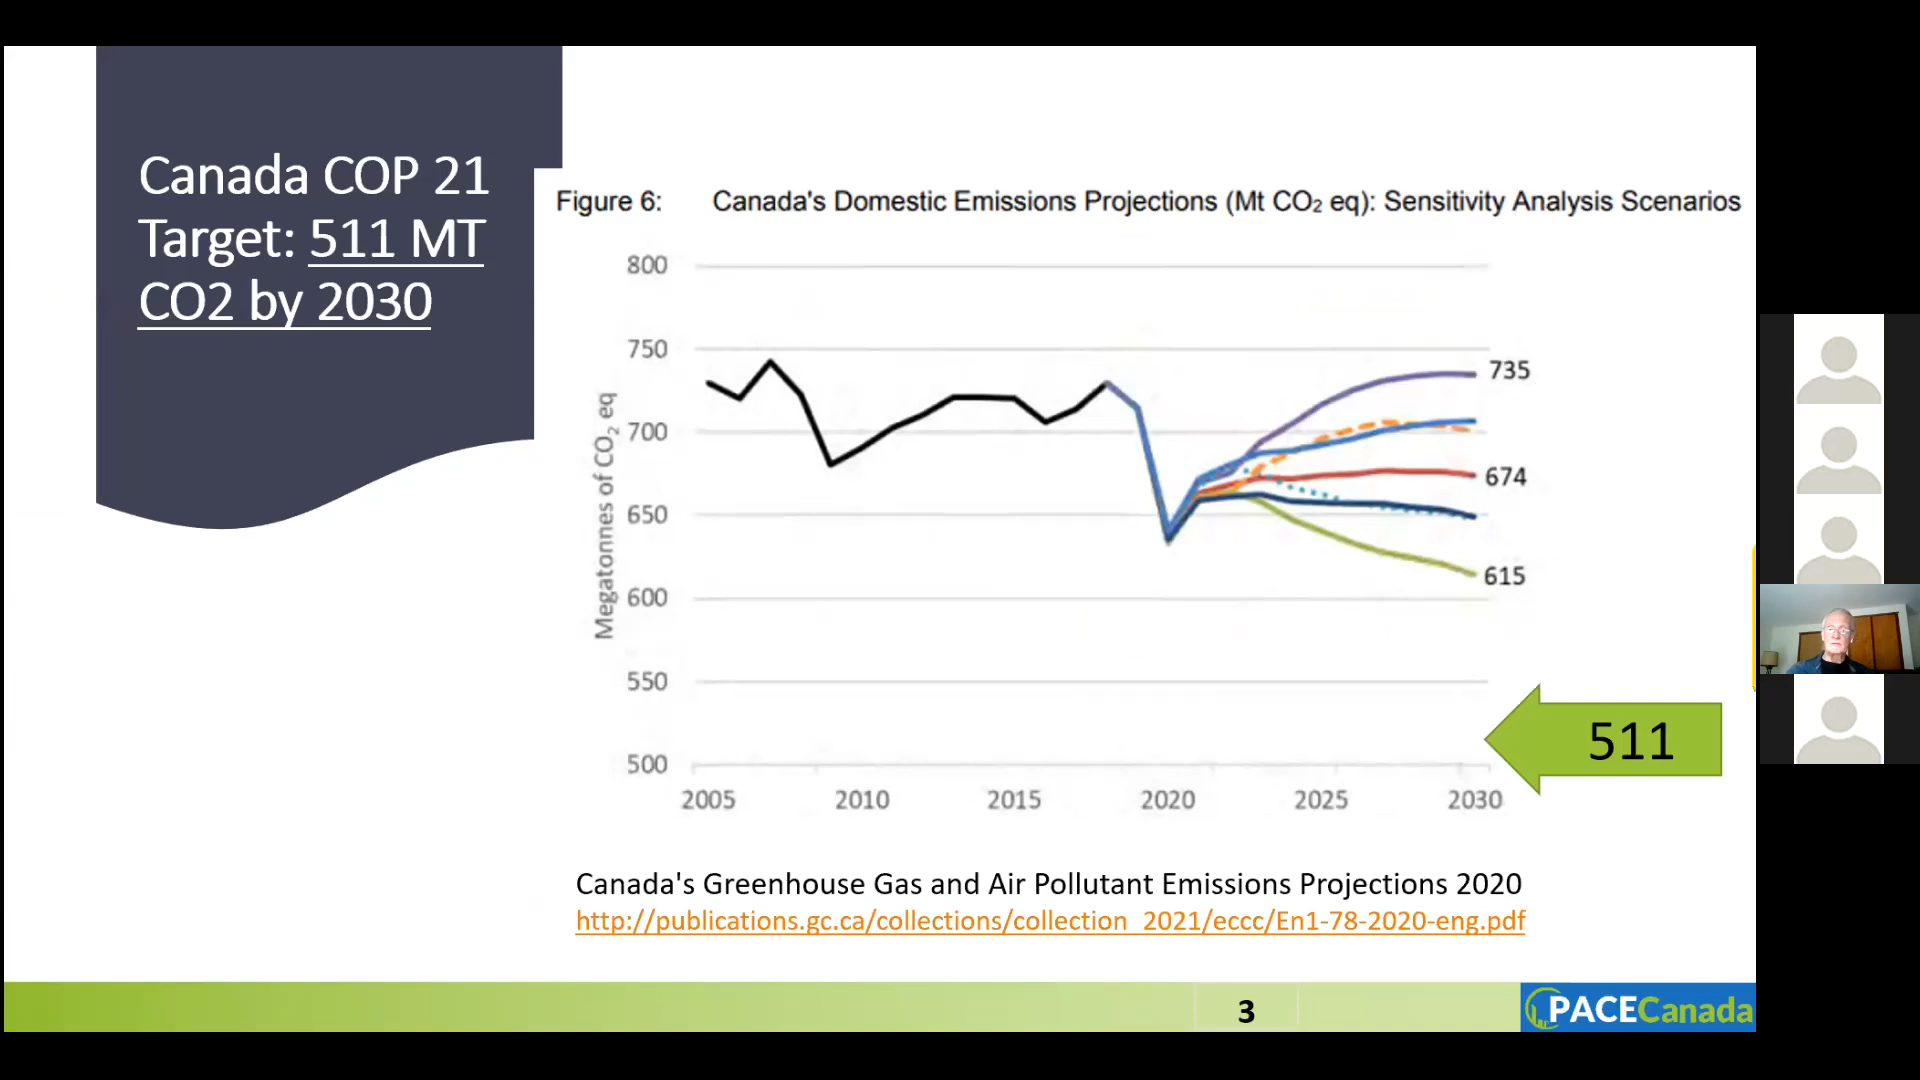 Canada COP 21
Target: 511 MT
CO2 by 2030
Figure 6: Canada's Domestic Emissions Projections (Mt CO₂ eq): Sensitivity Analysis Scenarios
Megatonnes of CO₂ eq
800
750
700
650
600
550
500
735
674
615
511
2005 2010 2015 2020 2025 2030
Canada's Greenhouse Gas and Air Pollutant Emissions Projections 2020
http://publications.gc.ca/collections/collection_2021/eccc/En1-78-2020-eng.pdf
3
PACECanada